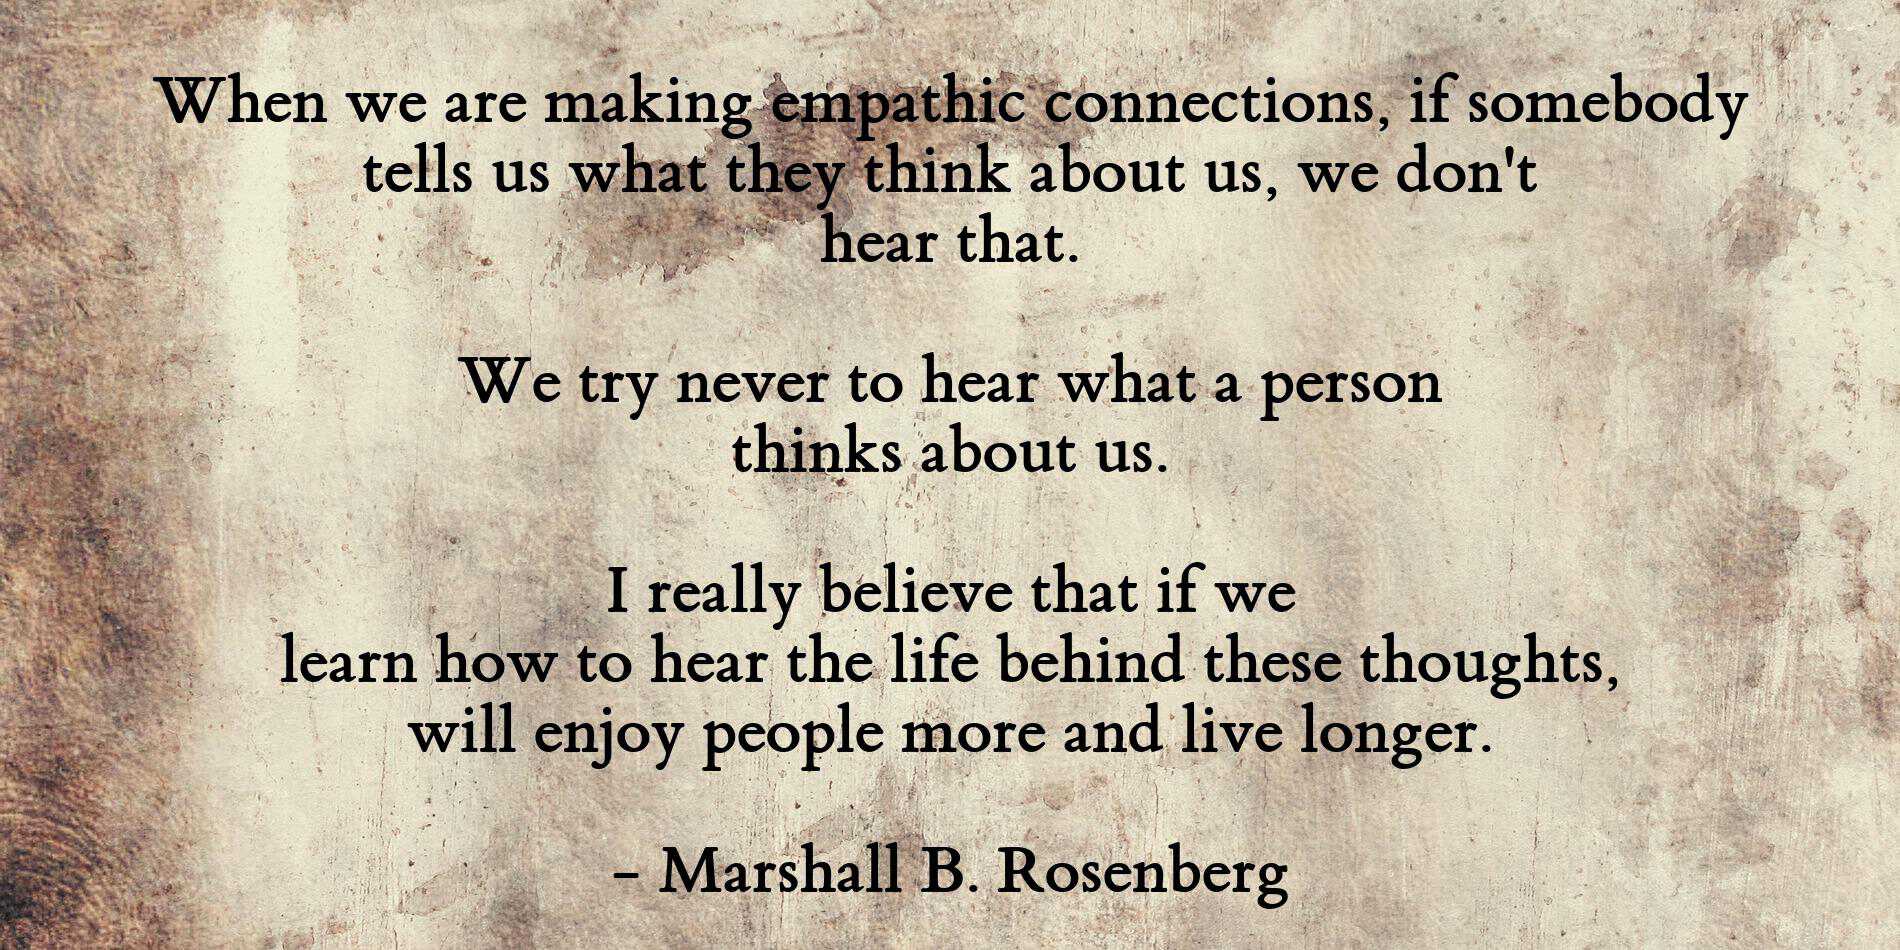 When we are making empathic connections, if somebody
tells us what they think about us, we don't
hear that.
We try never to hear what a person
thinks about us.
I really believe that if we
learn how to hear the life behind these thoughts,
will enjoy people more and live longer.
– Marshall B. Rosenberg